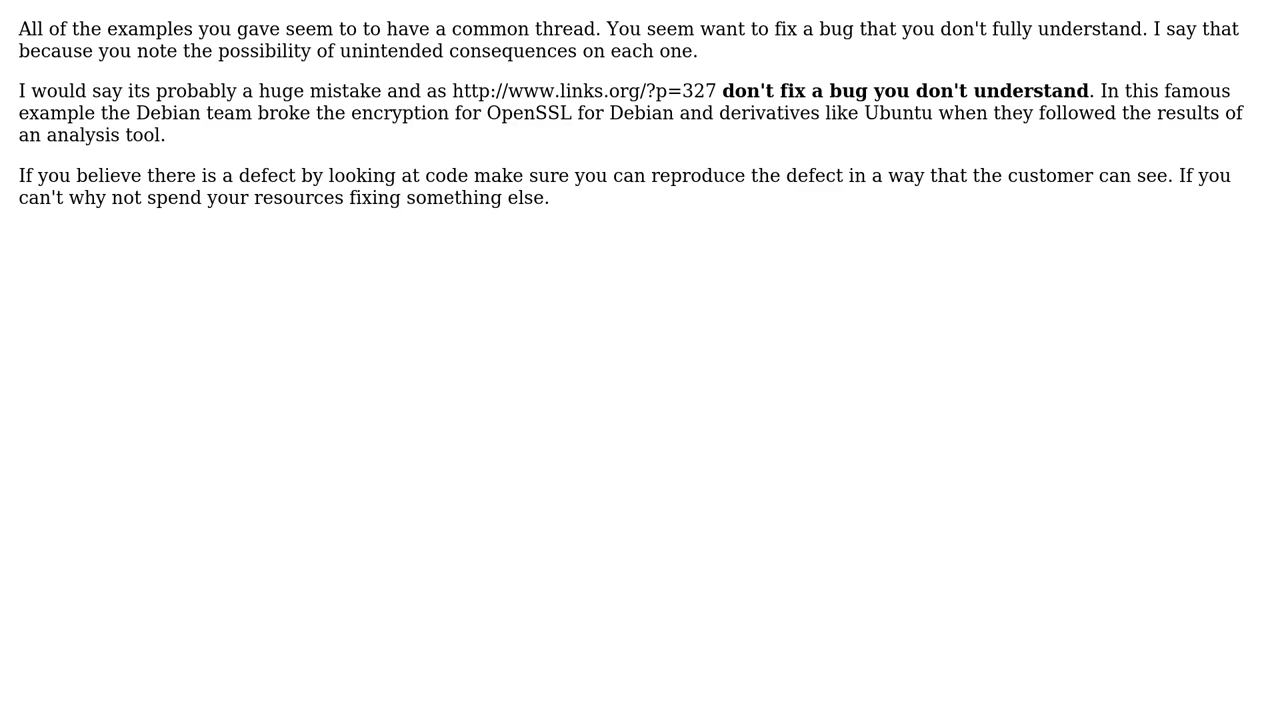 All of the examples you gave seem to to have a common thread. You seem want to fix a bug that you don't fully understand. I say that
because you note the possibility of unintended consequences on each one.
I would say its probably a huge mistake and as http://www.links.org/?p=327 don't fix a bug you don't understand. In this famous
example the Debian team broke the encryption for OpenSSL for Debian and derivatives like Ubuntu when they followed the results of
an analysis tool.
If you believe there is a defect by looking at code make sure you can reproduce the defect in a way that the customer can see. If you
can't why not spend your resources fixing something else.